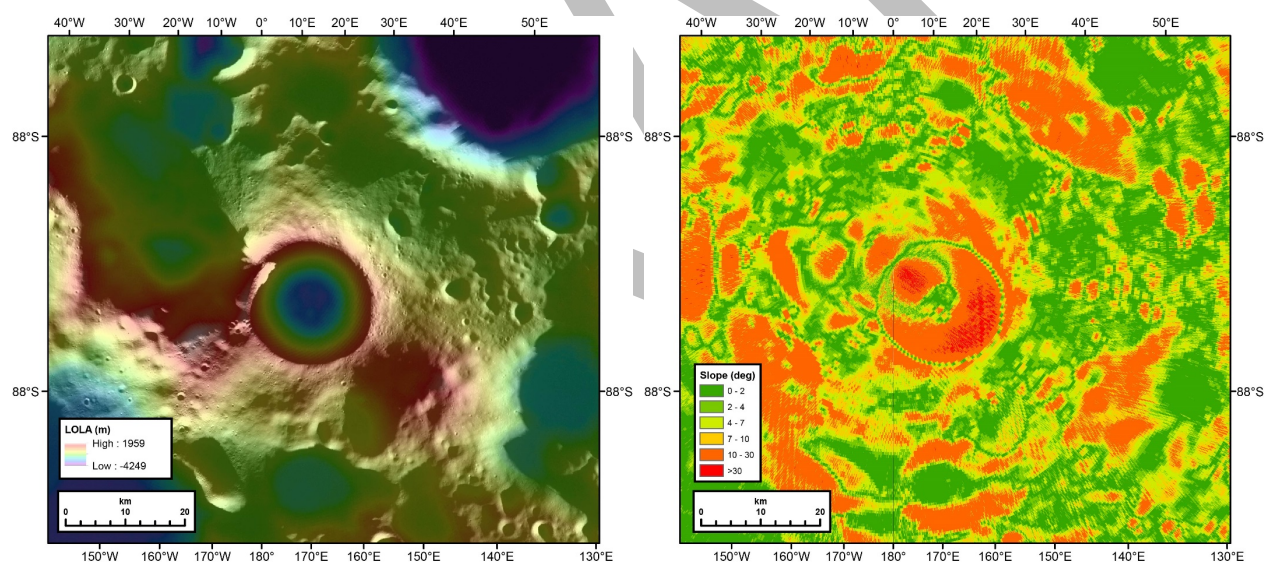 40°W 30°W 20°W 10°W 0° 10°E 20°E 30°E 40°E 50°E
88°S 88°S
88°S 88°S
LOLA (m)
High : 1959
Low : -4249
km
0 10 20
150°W 160°W 170°W 180° 170°E 160°E 150°E 140°E 130°E
40°W 30°W 20°W 10°W 0° 10°E 20°E 30°E 40°E 50°E
88°S 88°S
88°S 88°S
Slope (deg)
0 - 2
2 - 4
4 - 7
7 - 10
10 - 30
>30
km
0 10 20
150°W 160°W 170°W 180° 170°E 160°E 150°E 140°E 130°E